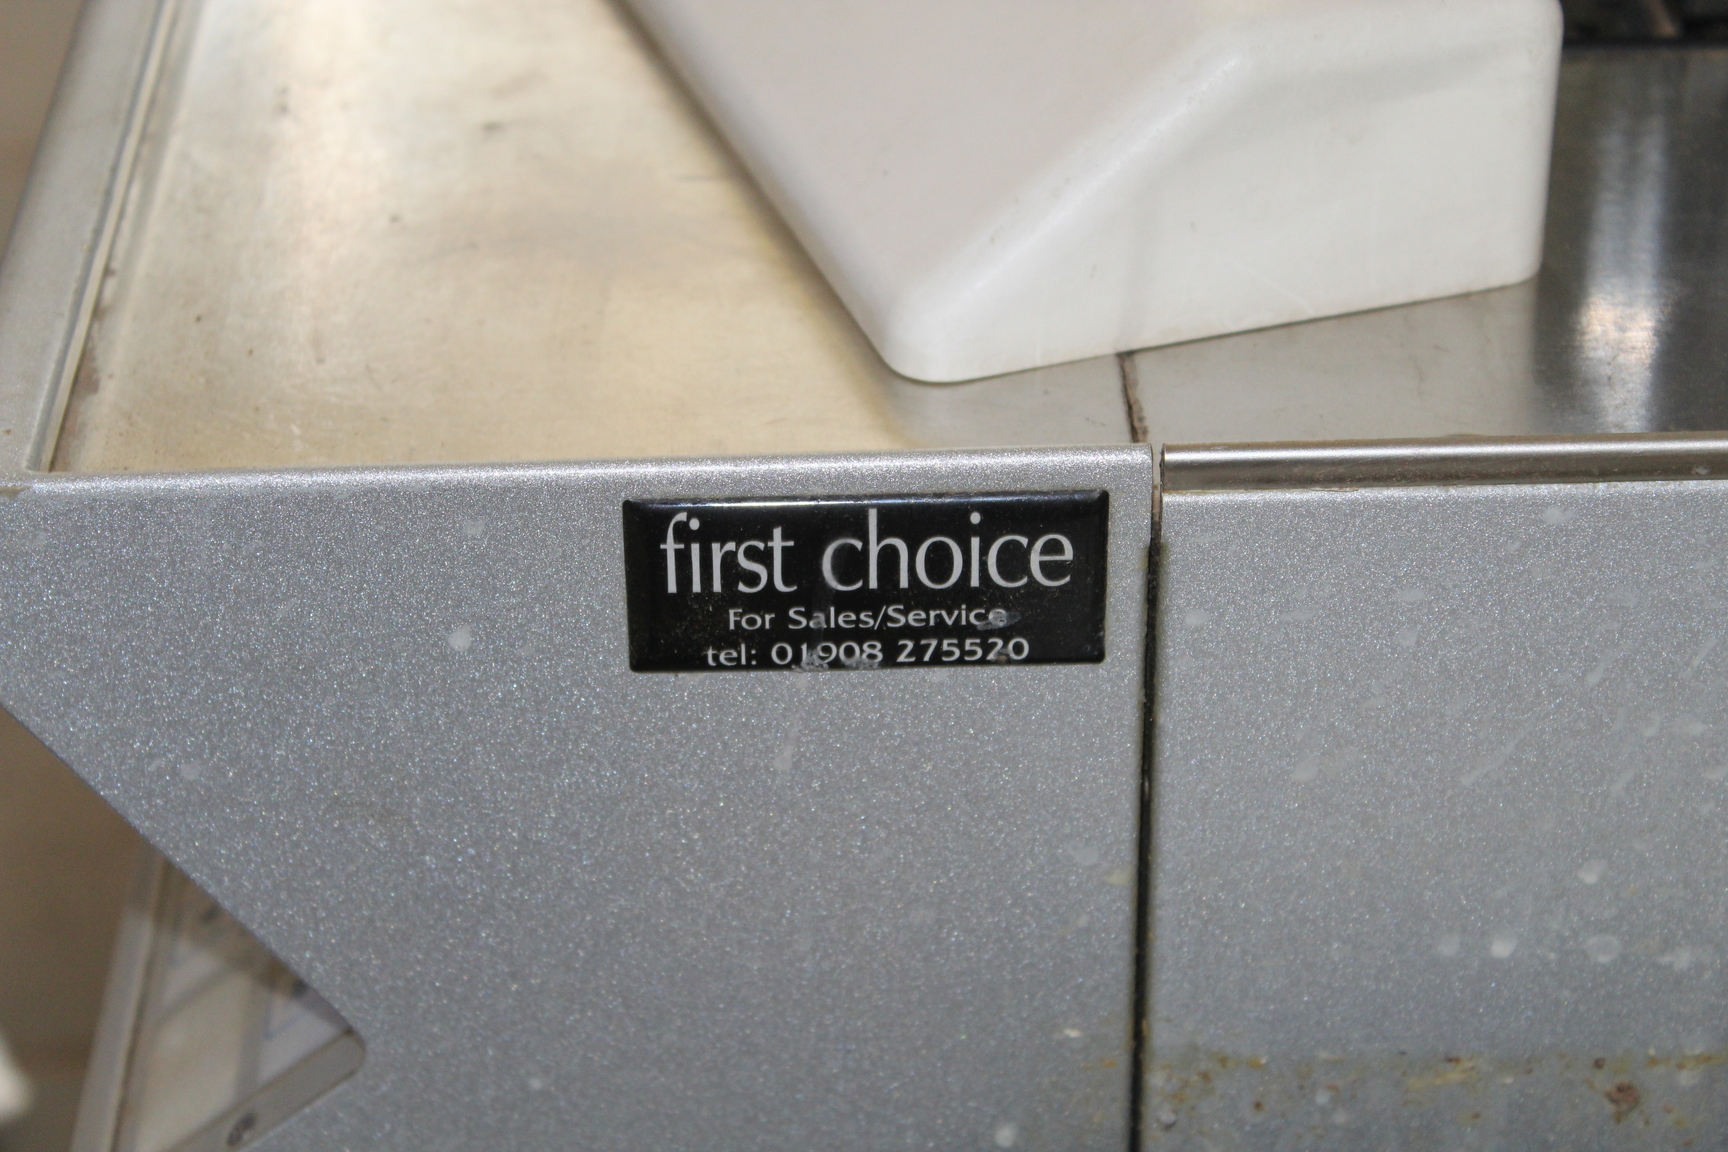 first choice
For Sales/Service
tel: 01908 275520